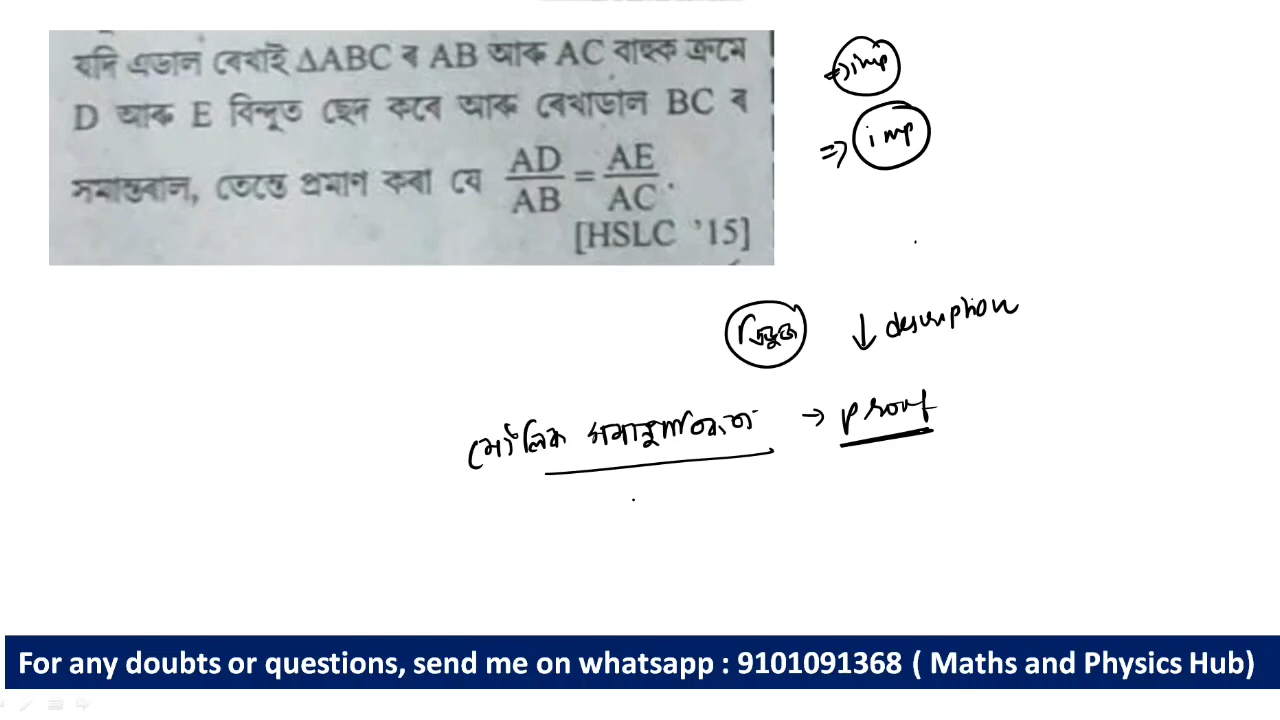 যদি এডাল ৰেখাই ΔABC ৰ AB আৰু AC বাহুক ক্ৰমে
D আৰু E বিন্দুত ছেদ কৰে আৰু ৰেখাডাল BC ৰ
সমান্তৰাল, তেন্তে প্ৰমাণ কৰা যে AD/AB = AE/AC.
[HSLC '15]
⇒ imp
⇒ imp
ত্ৰিভুজ ↓ description
মৌলিক → proof
For any doubts or questions, send me on whatsapp : 9101091368 ( Maths and Physics Hub)